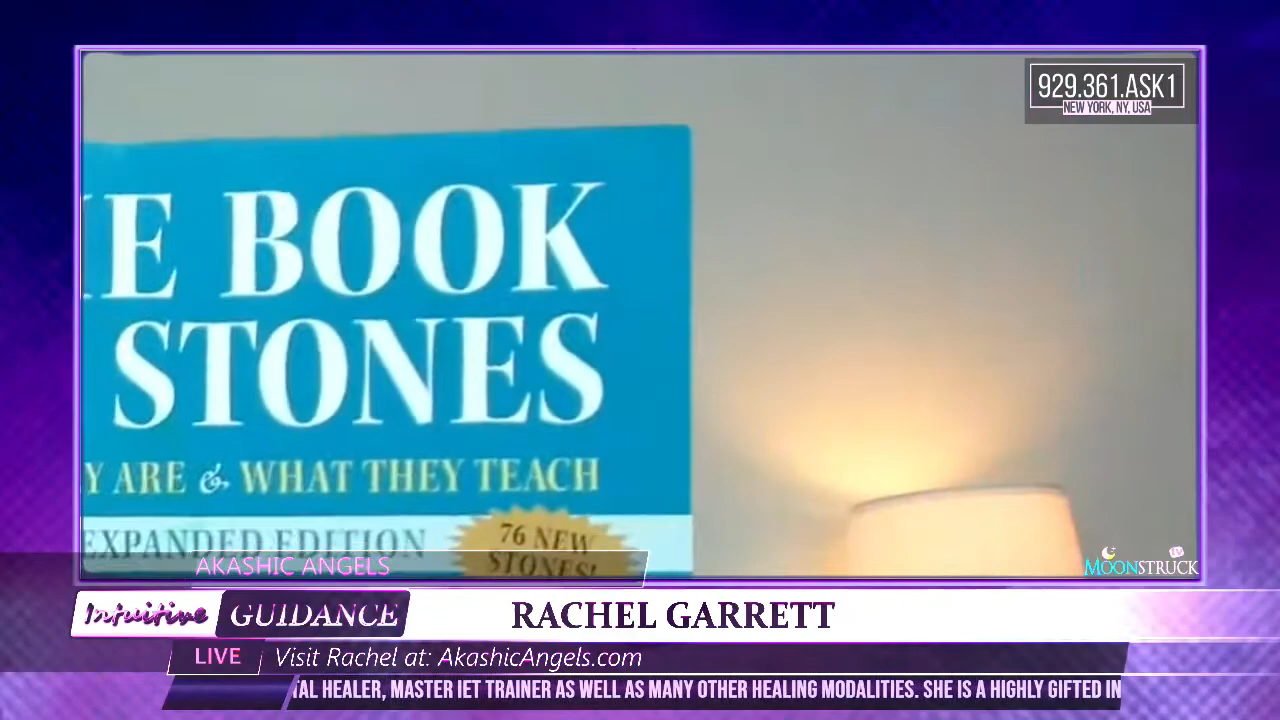 929.361.ASK1
NEW YORK, NY, USA
E BOOK
STONES
Y ARE & WHAT THEY TEACH
EXPANDED EDITION
76 NEW
STONES!
AKASHIC ANGELS
MOONSTRUCK TV
Intuitive GUIDANCE
RACHEL GARRETT
LIVE Visit Rachel at: AkashicAngels.com
TAL HEALER, MASTER IET TRAINER AS WELL AS MANY OTHER HEALING MODALITIES. SHE IS A HIGHLY GIFTED IN